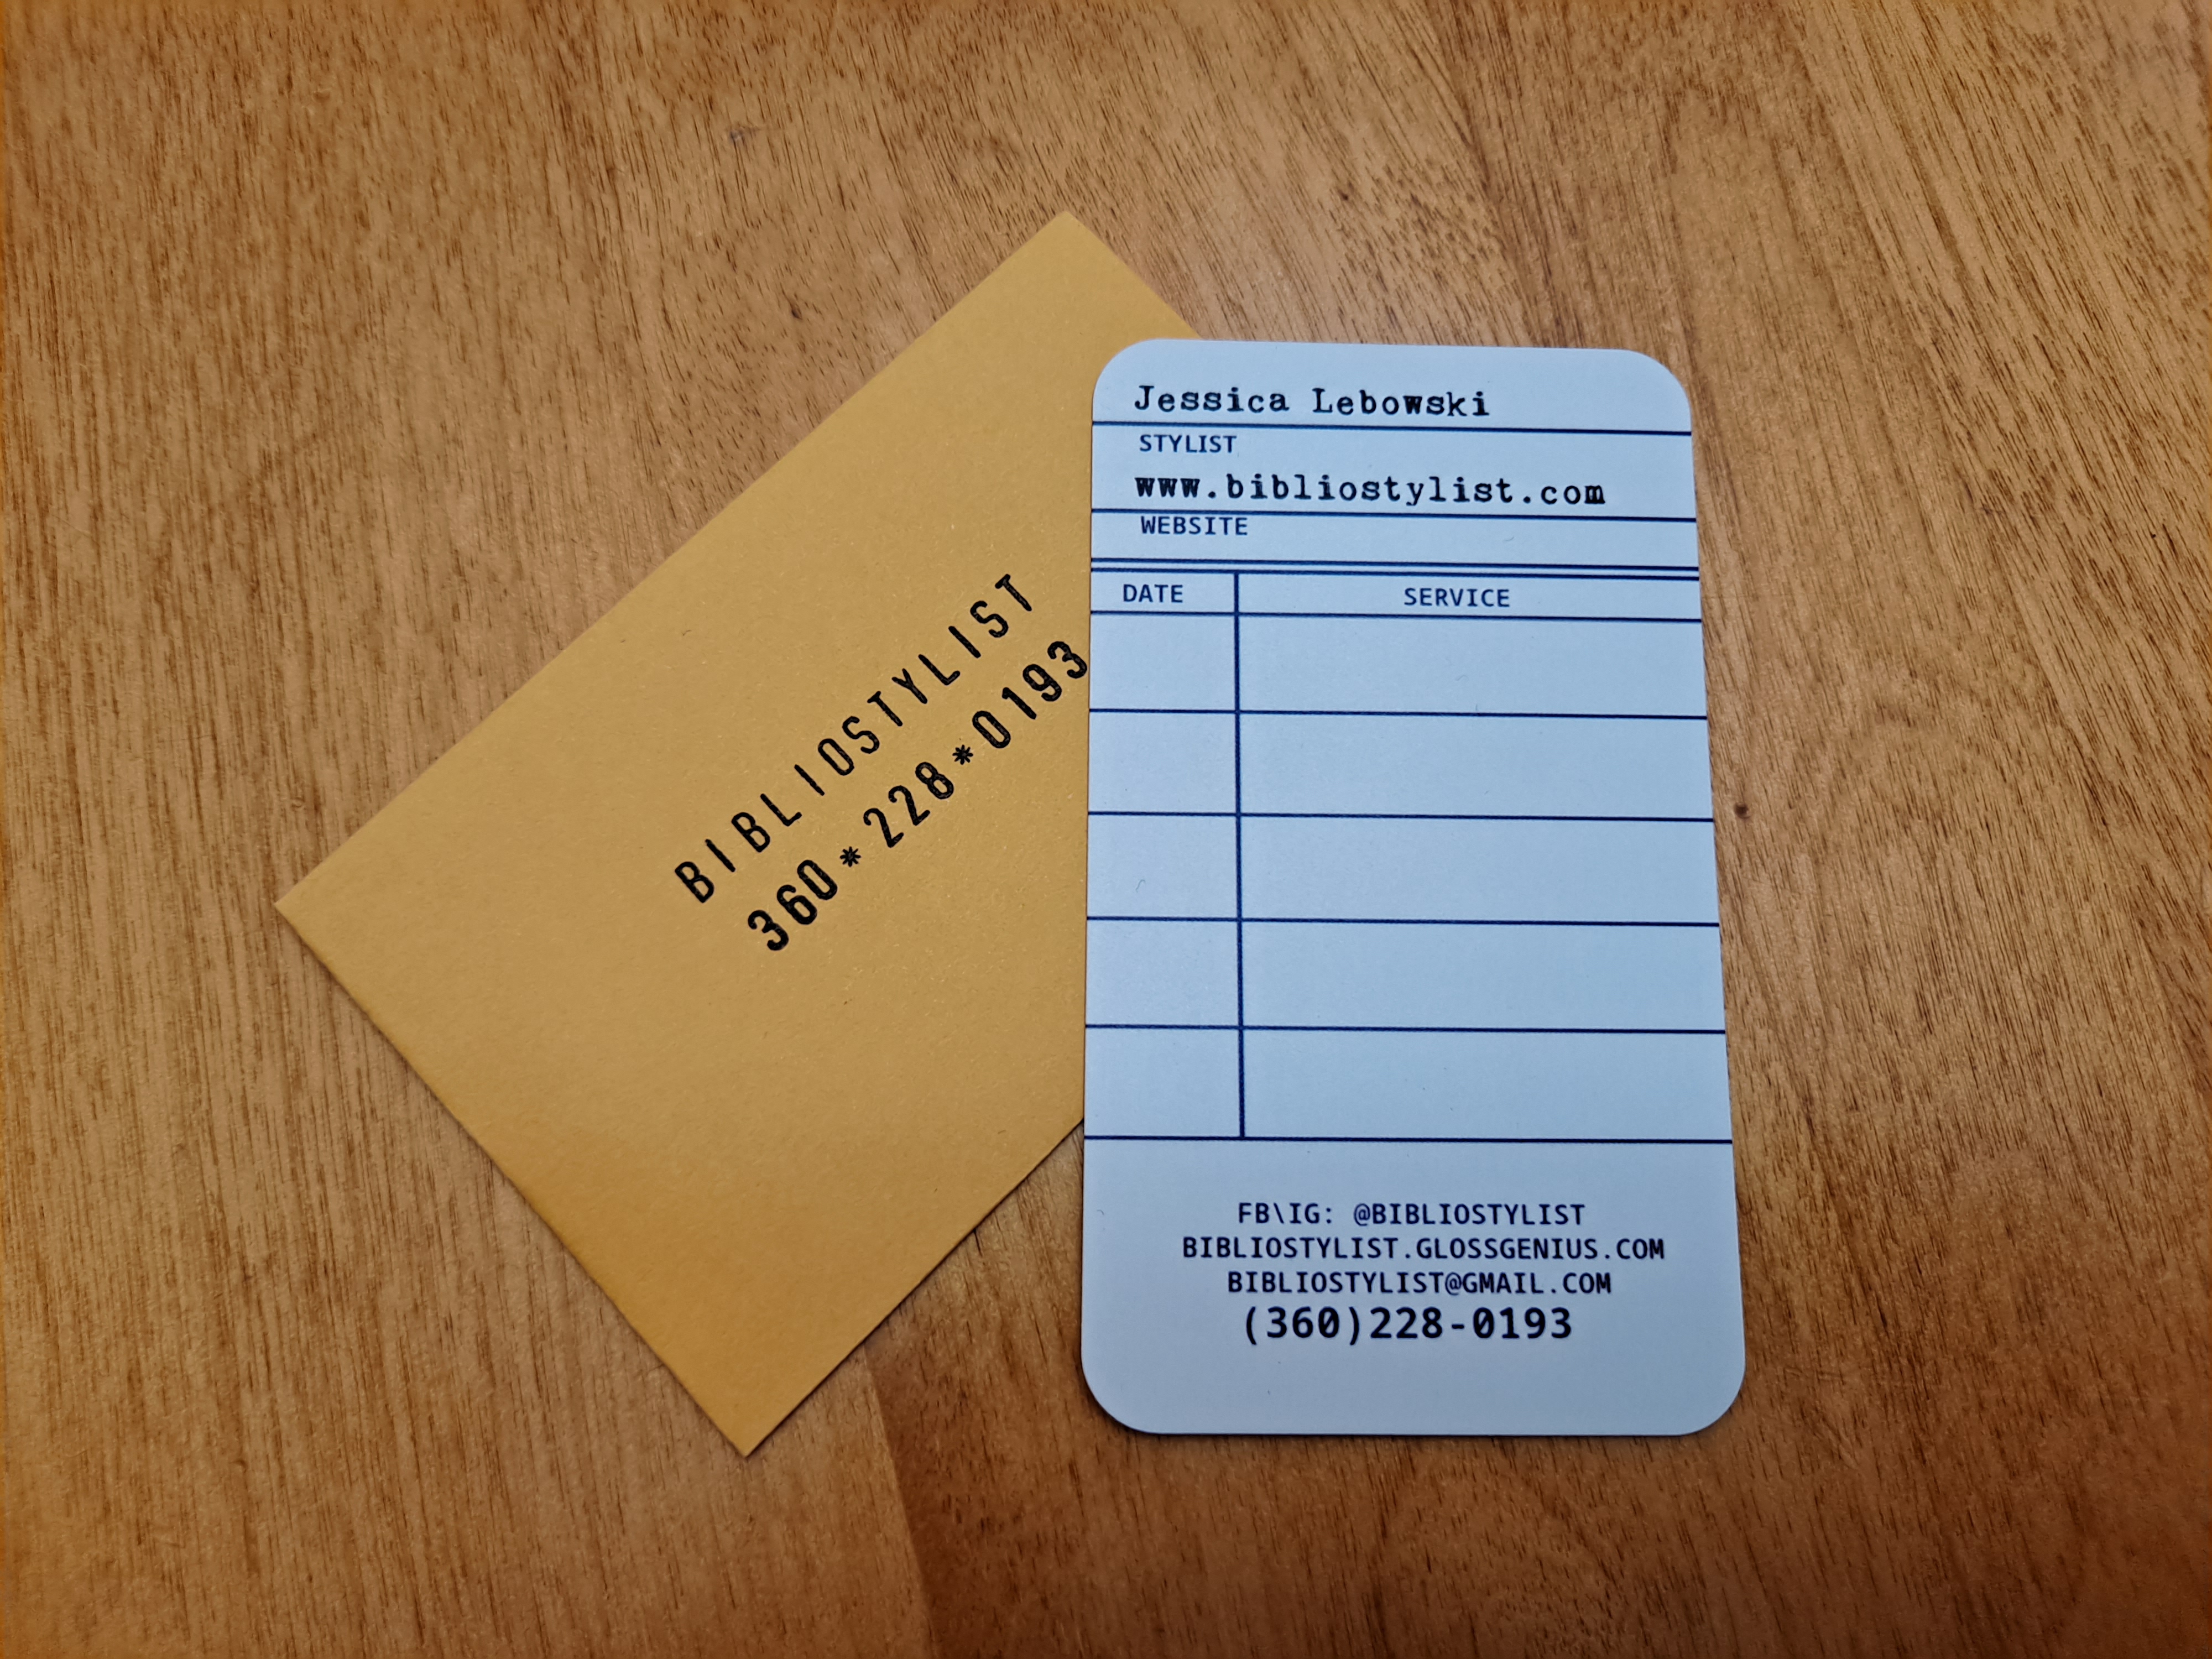 BIBLIOSTYLIST
360*228*0193
Jessica Lebowski
STYLIST
www.bibliostylist.com
WEBSITE
DATE SERVICE
FB\IG: @BIBLIOSTYLIST
BIBLIOSTYLIST.GLOSSGENIUS.COM
BIBLIOSTYLIST@GMAIL.COM
(360)228-0193